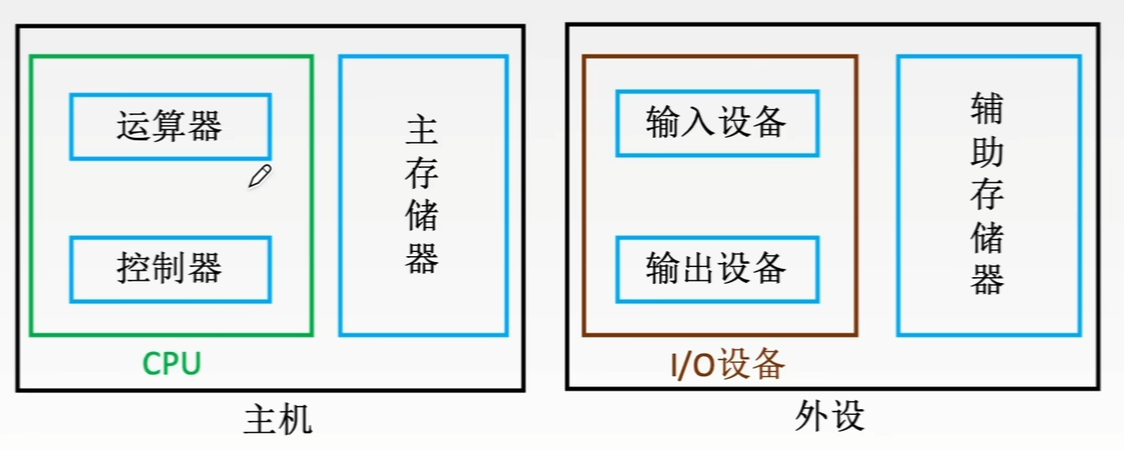 运算器
控制器
CPU
主存储器
主机
输入设备
输出设备
I/O设备
辅助存储器
外设